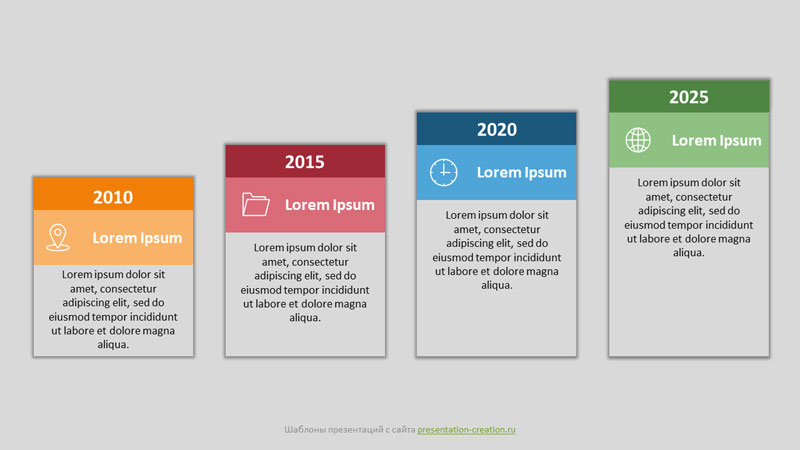 2010
Lorem Ipsum
Lorem ipsum dolor sit
amet, consectetur
adipiscing elit, sed do
eiusmod tempor incididunt
ut labore et dolore magna
aliqua.
2015
Lorem Ipsum
Lorem ipsum dolor sit
amet, consectetur
adipiscing elit, sed do
eiusmod tempor incididunt
ut labore et dolore magna
aliqua.
2020
Lorem Ipsum
Lorem ipsum dolor sit
amet, consectetur
adipiscing elit, sed do
eiusmod tempor incididunt
ut labore et dolore magna
aliqua.
2025
Lorem Ipsum
Lorem ipsum dolor sit
amet, consectetur
adipiscing elit, sed do
eiusmod tempor incididunt
ut labore et dolore magna
aliqua.
Шаблоны презентаций с сайта presentation-creation.ru